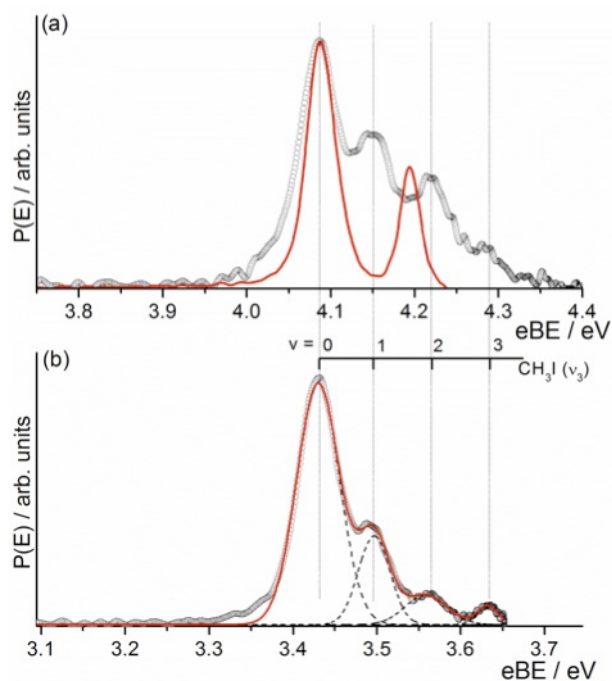 (a)
P(E) / arb. units
3.8 3.9 4.0 4.1 4.2 4.3 4.4
eBE / eV
v = 0 1 2 3
CH₃I (ν₃)
(b)
P(E) / arb. units
3.1 3.2 3.3 3.4 3.5 3.6 3.7
eBE / eV